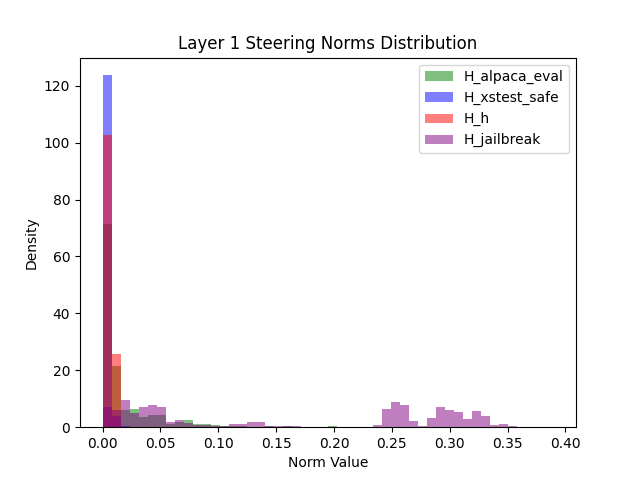 Layer 1 Steering Norms Distribution
H_alpaca_eval
H_xstest_safe
H_h
H_jailbreak
Density
120
100
80
60
40
20
0
0.00 0.05 0.10 0.15 0.20 0.25 0.30 0.35 0.40
Norm Value